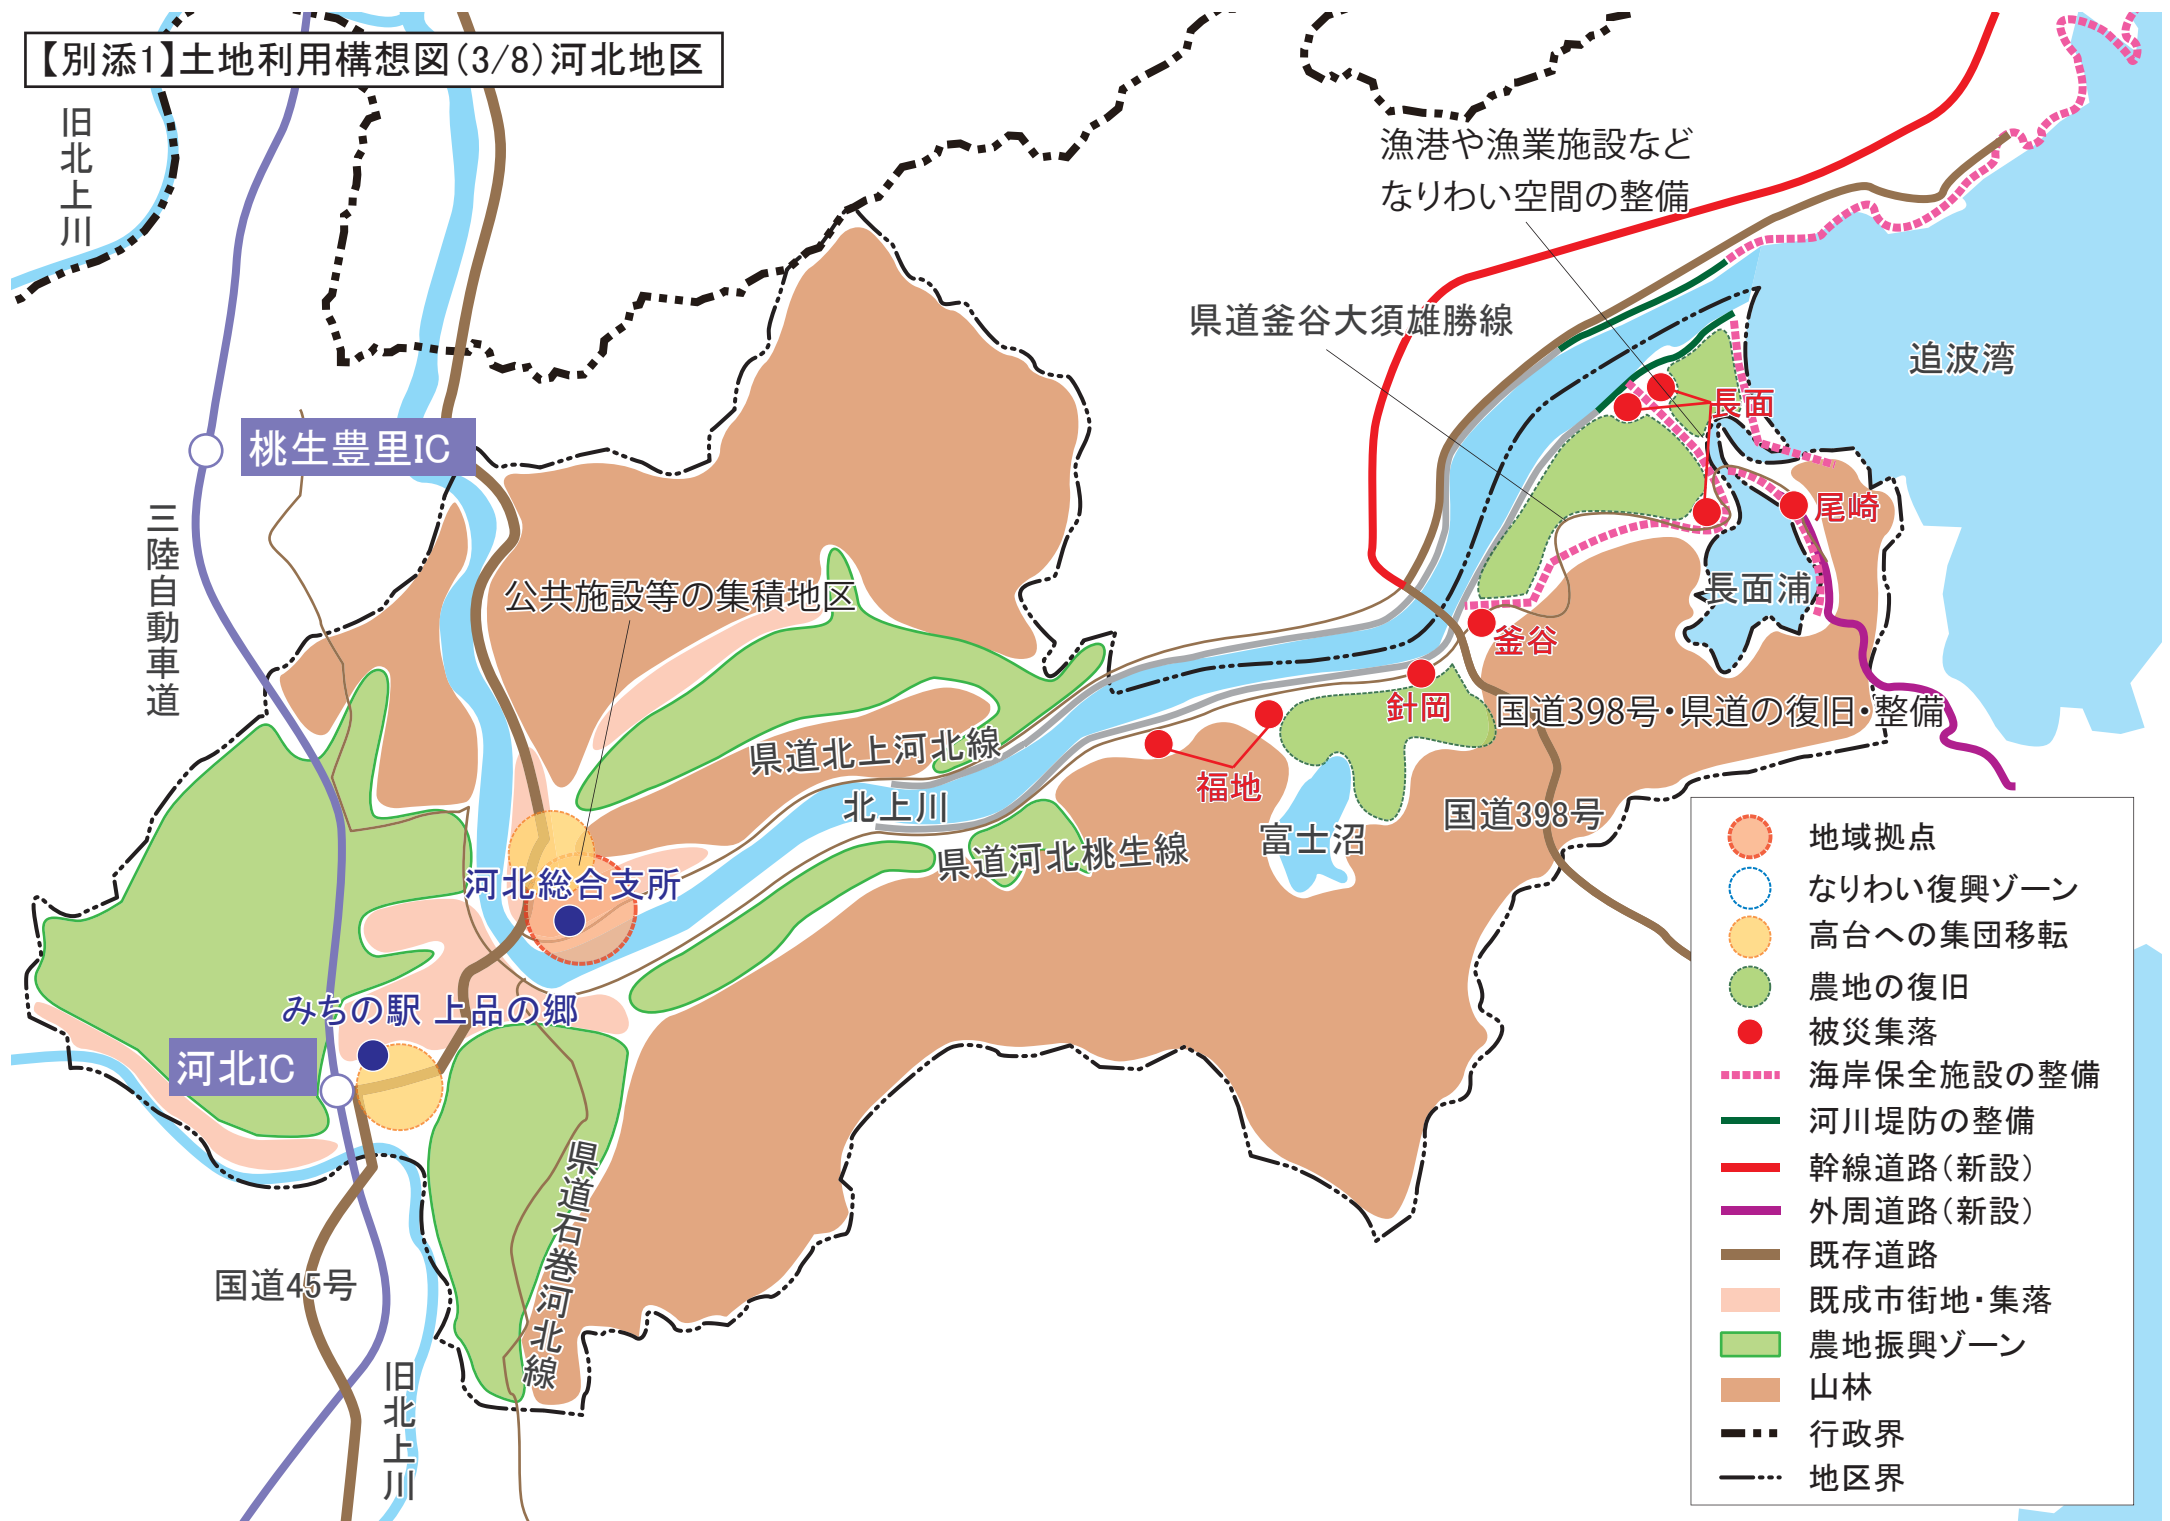 【別添1】土地利用構想図(3/8)河北地区
旧北上川
漁港や漁業施設など
なりわい空間の整備
県道釜谷大須雄勝線
追波湾
長面
桃生豊里IC
三陸自動車道
尾崎
公共施設等の集積地区
長面浦
釜谷
針岡
国道398号・県道の復旧・整備
県道北上河北線
福地
北上川
国道398号
富士沼
県道河北桃生線
河北総合支所
みちの駅 上品の郷
河北IC
県道石巻河北線
国道45号
旧北上川
地域拠点
なりわい復興ゾーン
高台への集団移転
農地の復旧
被災集落
海岸保全施設の整備
河川堤防の整備
幹線道路(新設)
外周道路(新設)
既存道路
既成市街地・集落
農地振興ゾーン
山林
行政界
地区界